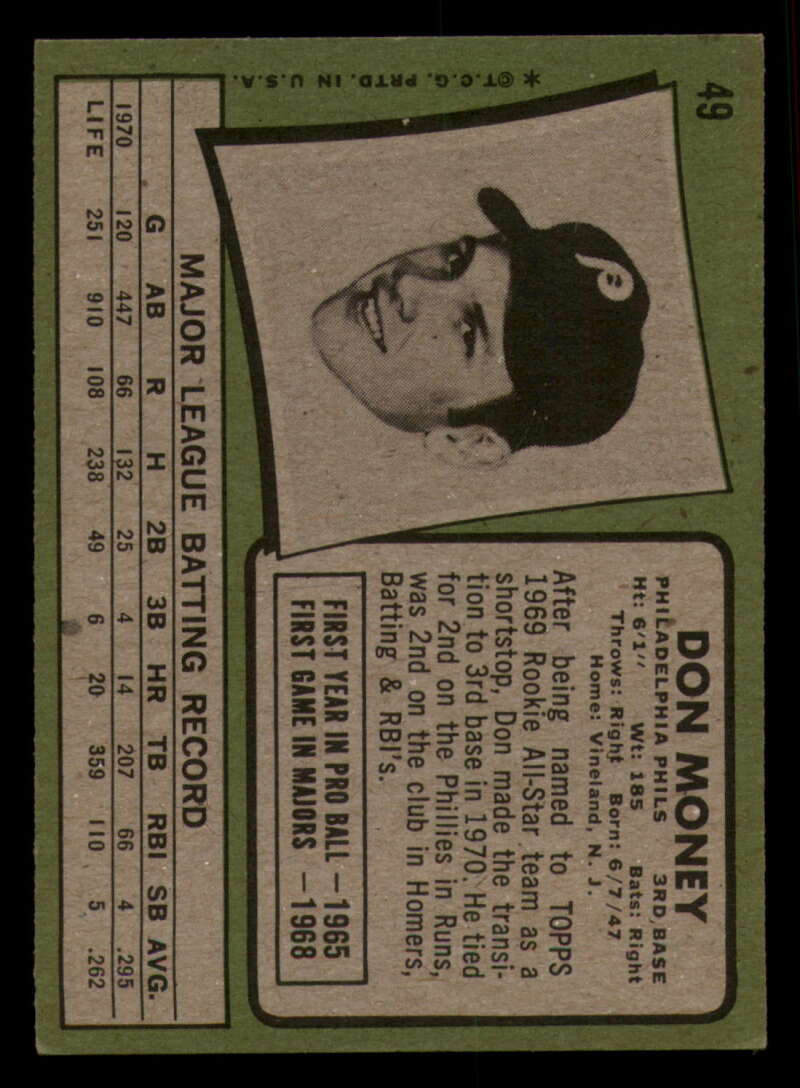 49
DON MONEY
PHILADELPHIA PHILS 3RD BASE
Ht: 6'1" Wt: 185 Bats: Right
Throws: Right Born: 6/7/47
Home: Vineland, N. J.
After being named to TOPPS
1969 Rookie All-Star team as a
shortstop, Don made the transi-
tion to 3rd base in 1970. He tied
for 2nd on the Phillies in Runs,
was 2nd on the club in Homers,
Batting & RBI's.
FIRST YEAR IN PRO BALL — 1965
FIRST GAME IN MAJORS — 1968
P
MAJOR LEAGUE BATTING RECORD
G AB R H 2B 3B HR TB RBI SB AVG.
1970 120 447 66 132 25 4 14 207 66 4 .295
LIFE 251 910 108 238 49 6 20 359 110 5 .262
*©T.C.G. PRTD. IN U.S.A.